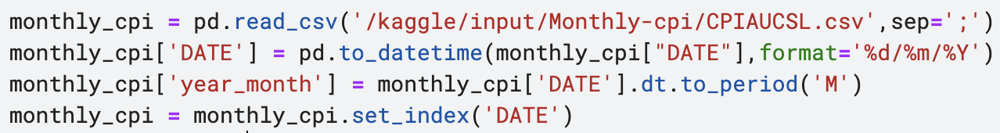 monthly_cpi = pd.read_csv('/kaggle/input/Monthly-cpi/CPIAUCSL.csv',sep=';')
monthly_cpi['DATE'] = pd.to_datetime(monthly_cpi["DATE"],format='%d/%m/%Y')
monthly_cpi['year_month'] = monthly_cpi['DATE'].dt.to_period('M')
monthly_cpi = monthly_cpi.set_index('DATE')